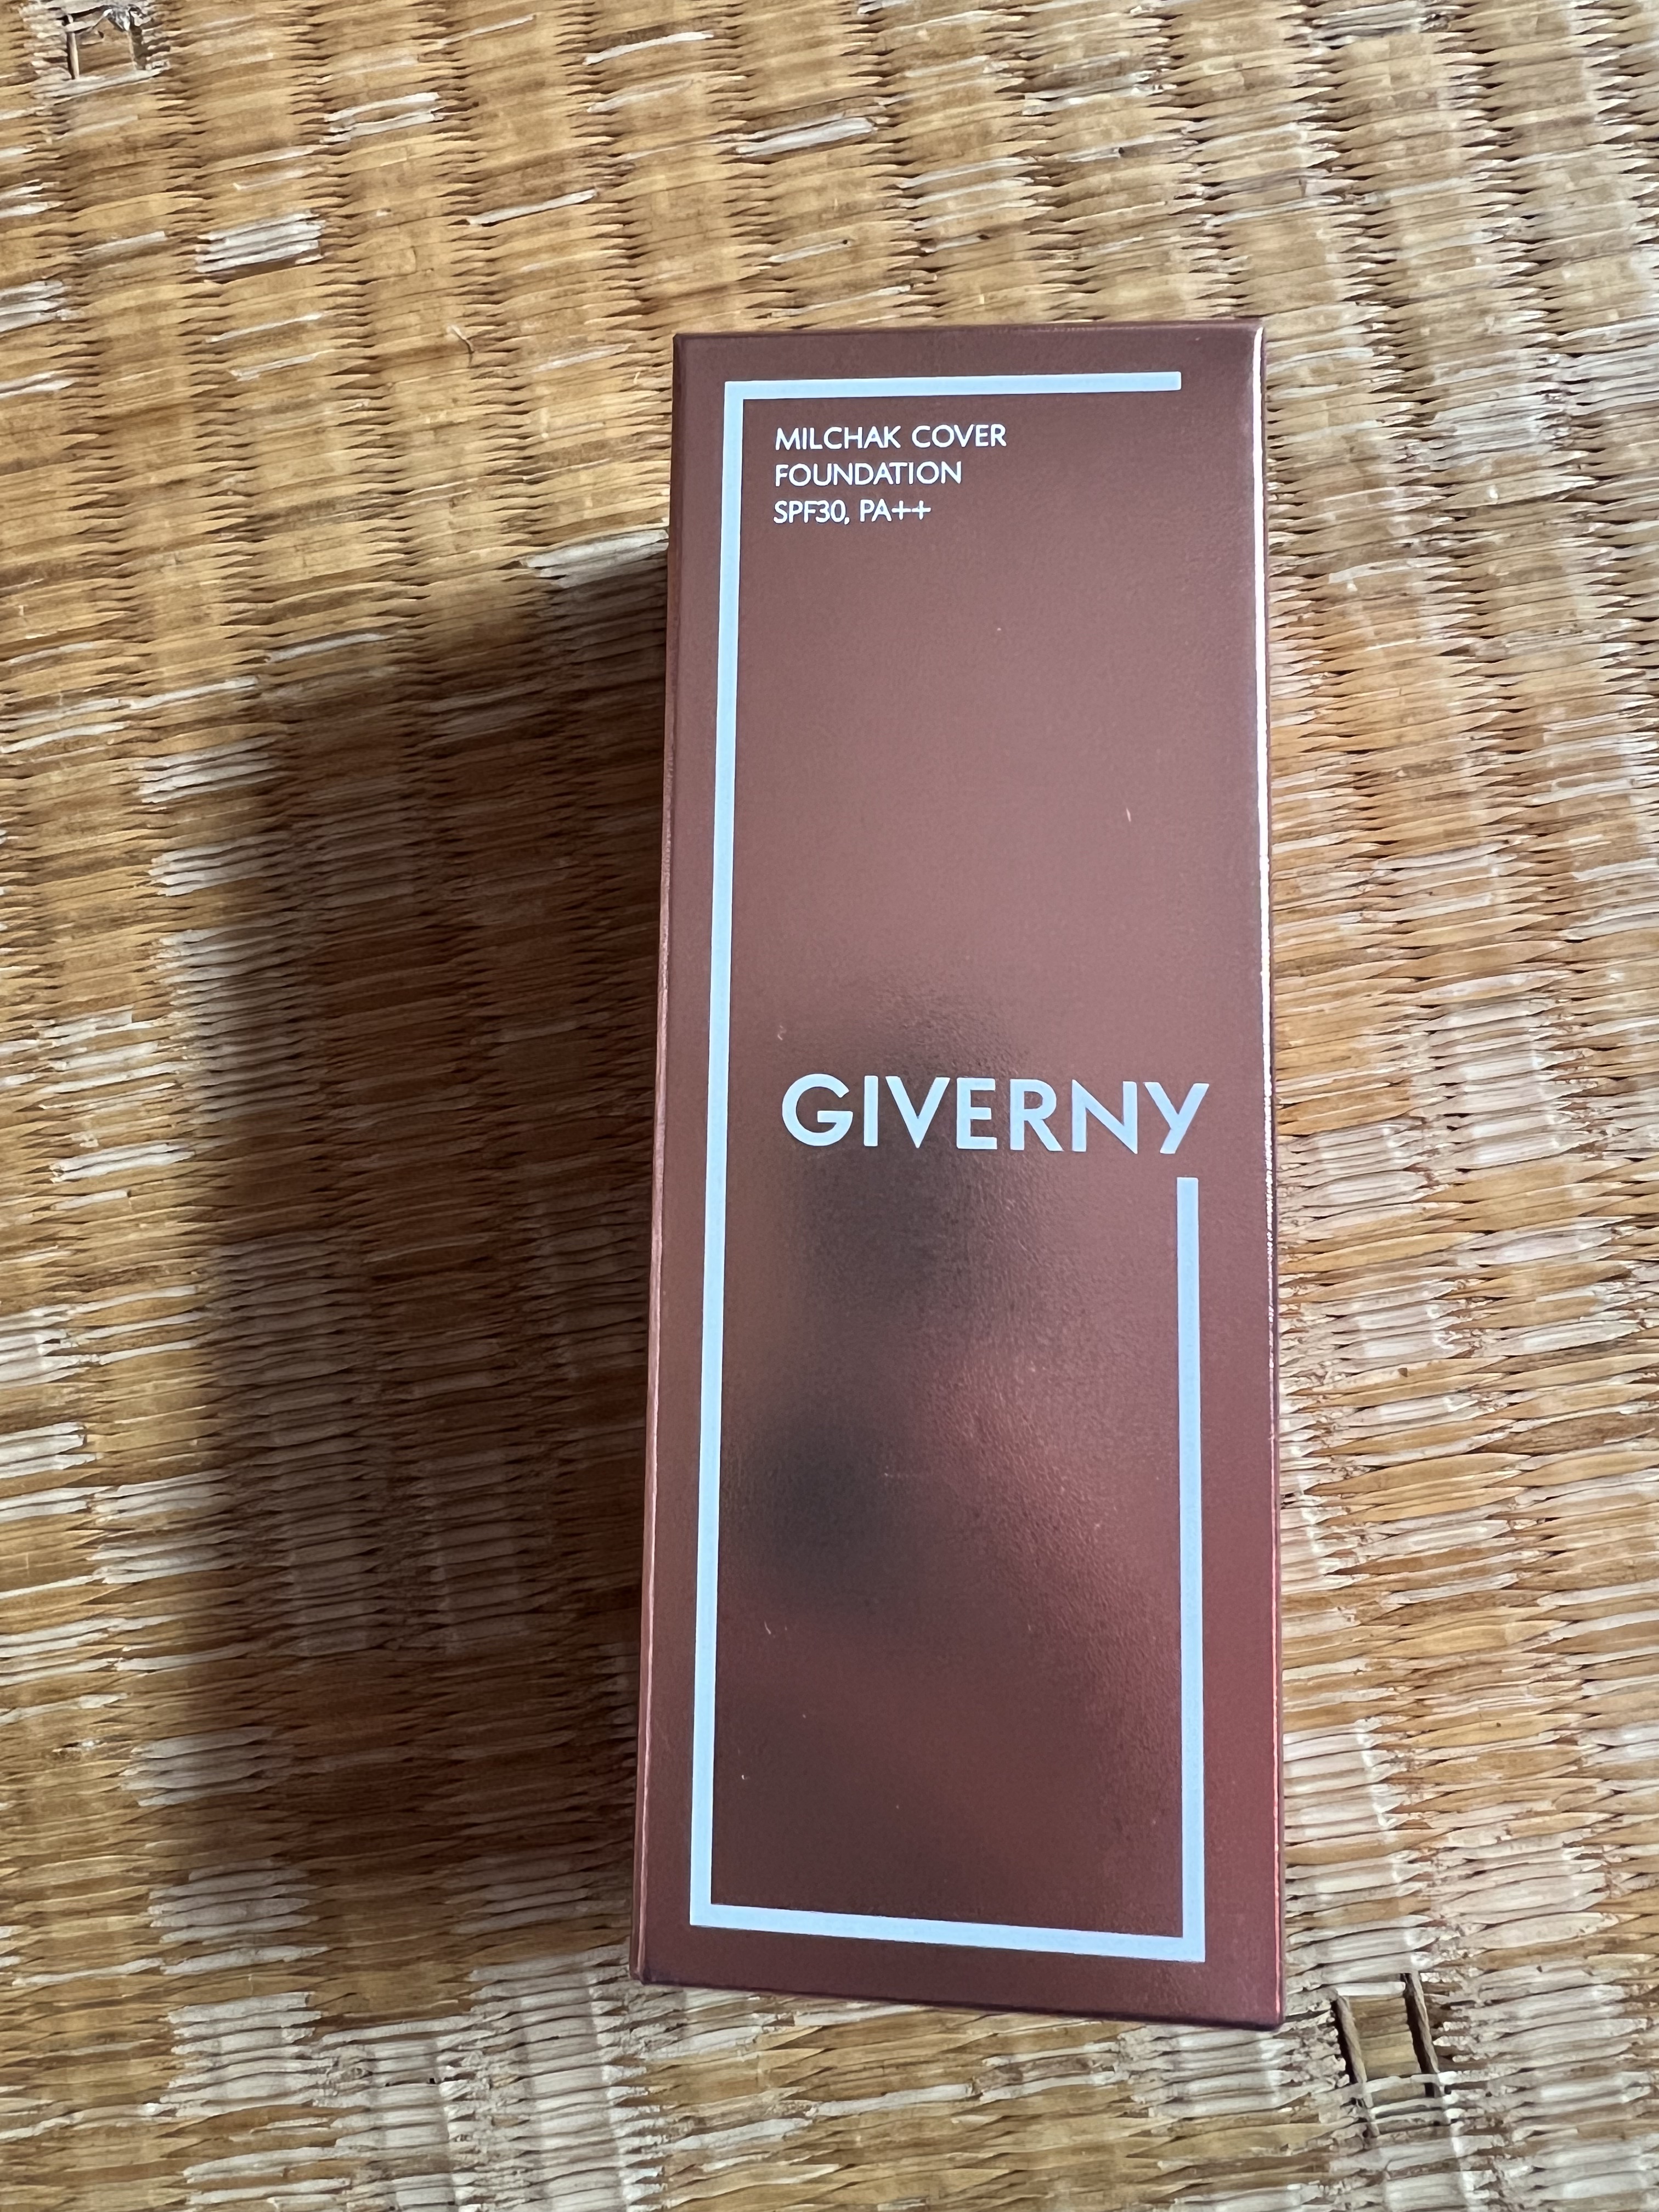 MILCHAK COVER
FOUNDATION
SPF30, PA++
GIVERNY